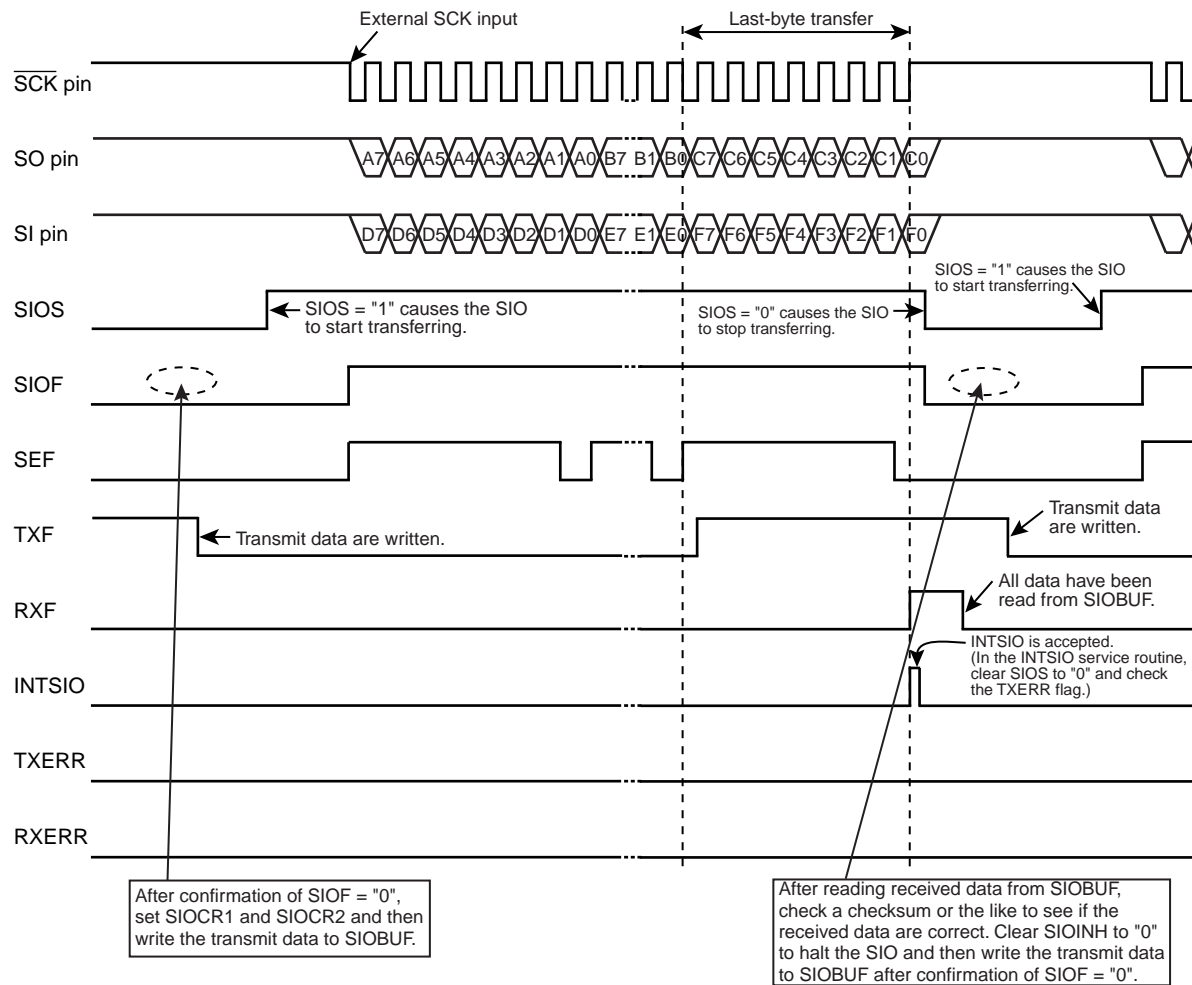 External SCK input
Last-byte transfer
SCK pin
SO pin
A7 A6 A5 A4 A3 A2 A1 A0 B7 B1 B0 C7 C6 C5 C4 C3 C2 C1 C0
SI pin
D7 D6 D5 D4 D3 D2 D1 D0 E7 E1 E0 F7 F6 F5 F4 F3 F2 F1 F0
SIOS
SIOS = "1" causes the SIO
to start transferring.
SIOS = "0" causes the SIO
to stop transferring.
SIOS = "1" causes the SIO
to start transferring.
SIOF
SEF
TXF
Transmit data are written.
Transmit data
are written.
RXF
All data have been
read from SIOBUF.
INTSIO
INTSIO is accepted.
(In the INTSIO service routine,
clear SIOS to "0" and check
the TXERR flag.)
TXERR
RXERR
After confirmation of SIOF = "0",
set SIOCR1 and SIOCR2 and then
write the transmit data to SIOBUF.
After reading received data from SIOBUF,
check a checksum or the like to see if the
received data are correct. Clear SIOINH to "0"
to halt the SIO and then write the transmit data
to SIOBUF after confirmation of SIOF = "0".